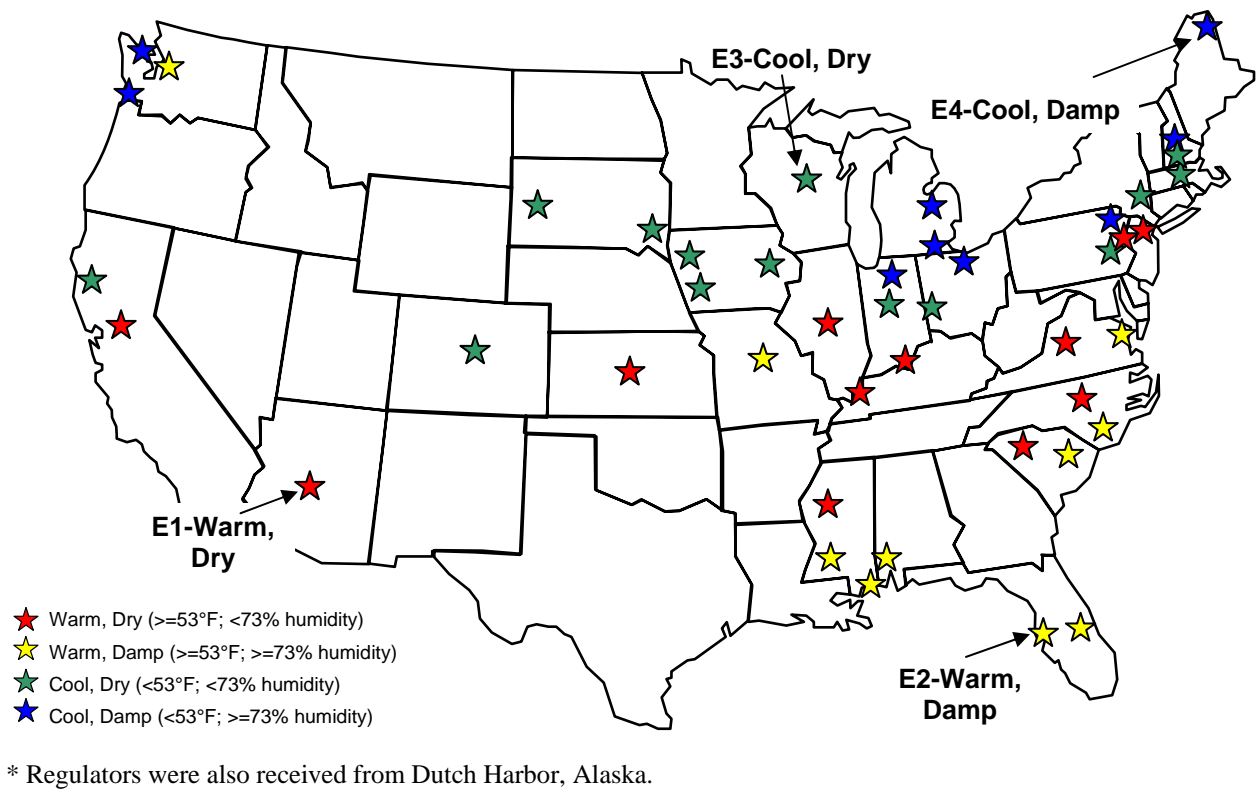 E3-Cool, Dry
E4-Cool, Damp
E1-Warm,
Dry
E2-Warm,
Damp
Warm, Dry (>=53°F; <73% humidity)
Warm, Damp (>=53°F; >=73% humidity)
Cool, Dry (<53°F; <73% humidity)
Cool, Damp (<53°F; >=73% humidity)
* Regulators were also received from Dutch Harbor, Alaska.